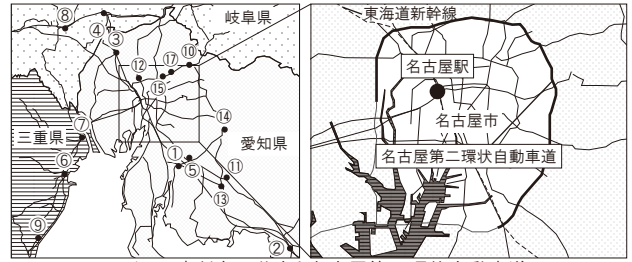 岐阜県
⑧
④
③
⑩
⑫
⑰
⑮
⑭
⑦
三重県
愛知県
①
⑤
⑪
⑥
⑬
⑨
②
東海道新幹線
名古屋駅
名古屋市
名古屋第二環状自動車道